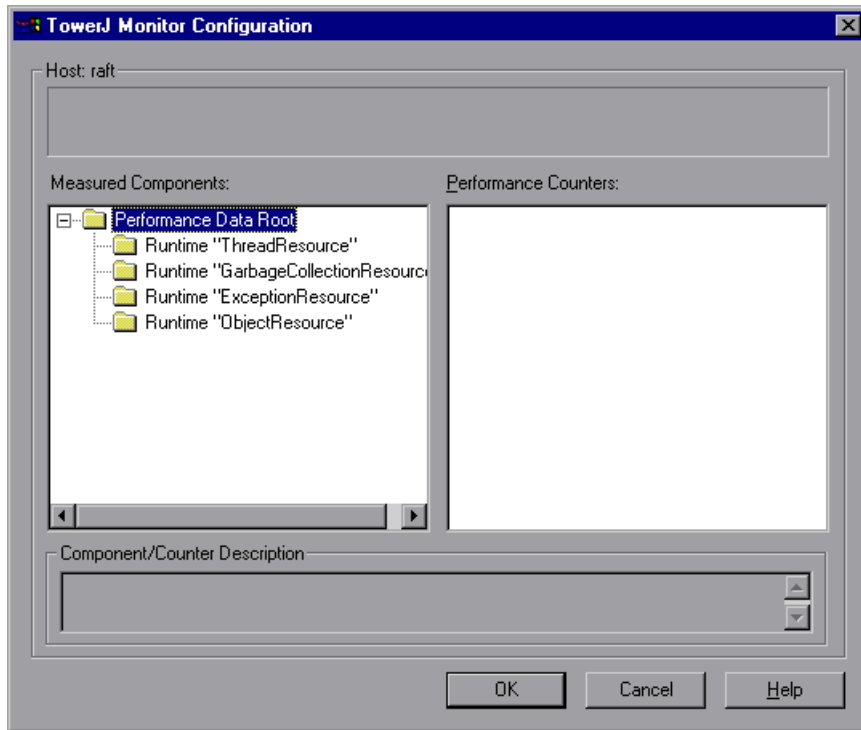 TowerJ Monitor Configuration
Host: raft
Measured Components:
Performance Counters:
Performance Data Root
Runtime "ThreadResource"
Runtime "GarbageCollectionResourc
Runtime "ExceptionResource"
Runtime "ObjectResource"
Component/Counter Description
OK
Cancel
Help